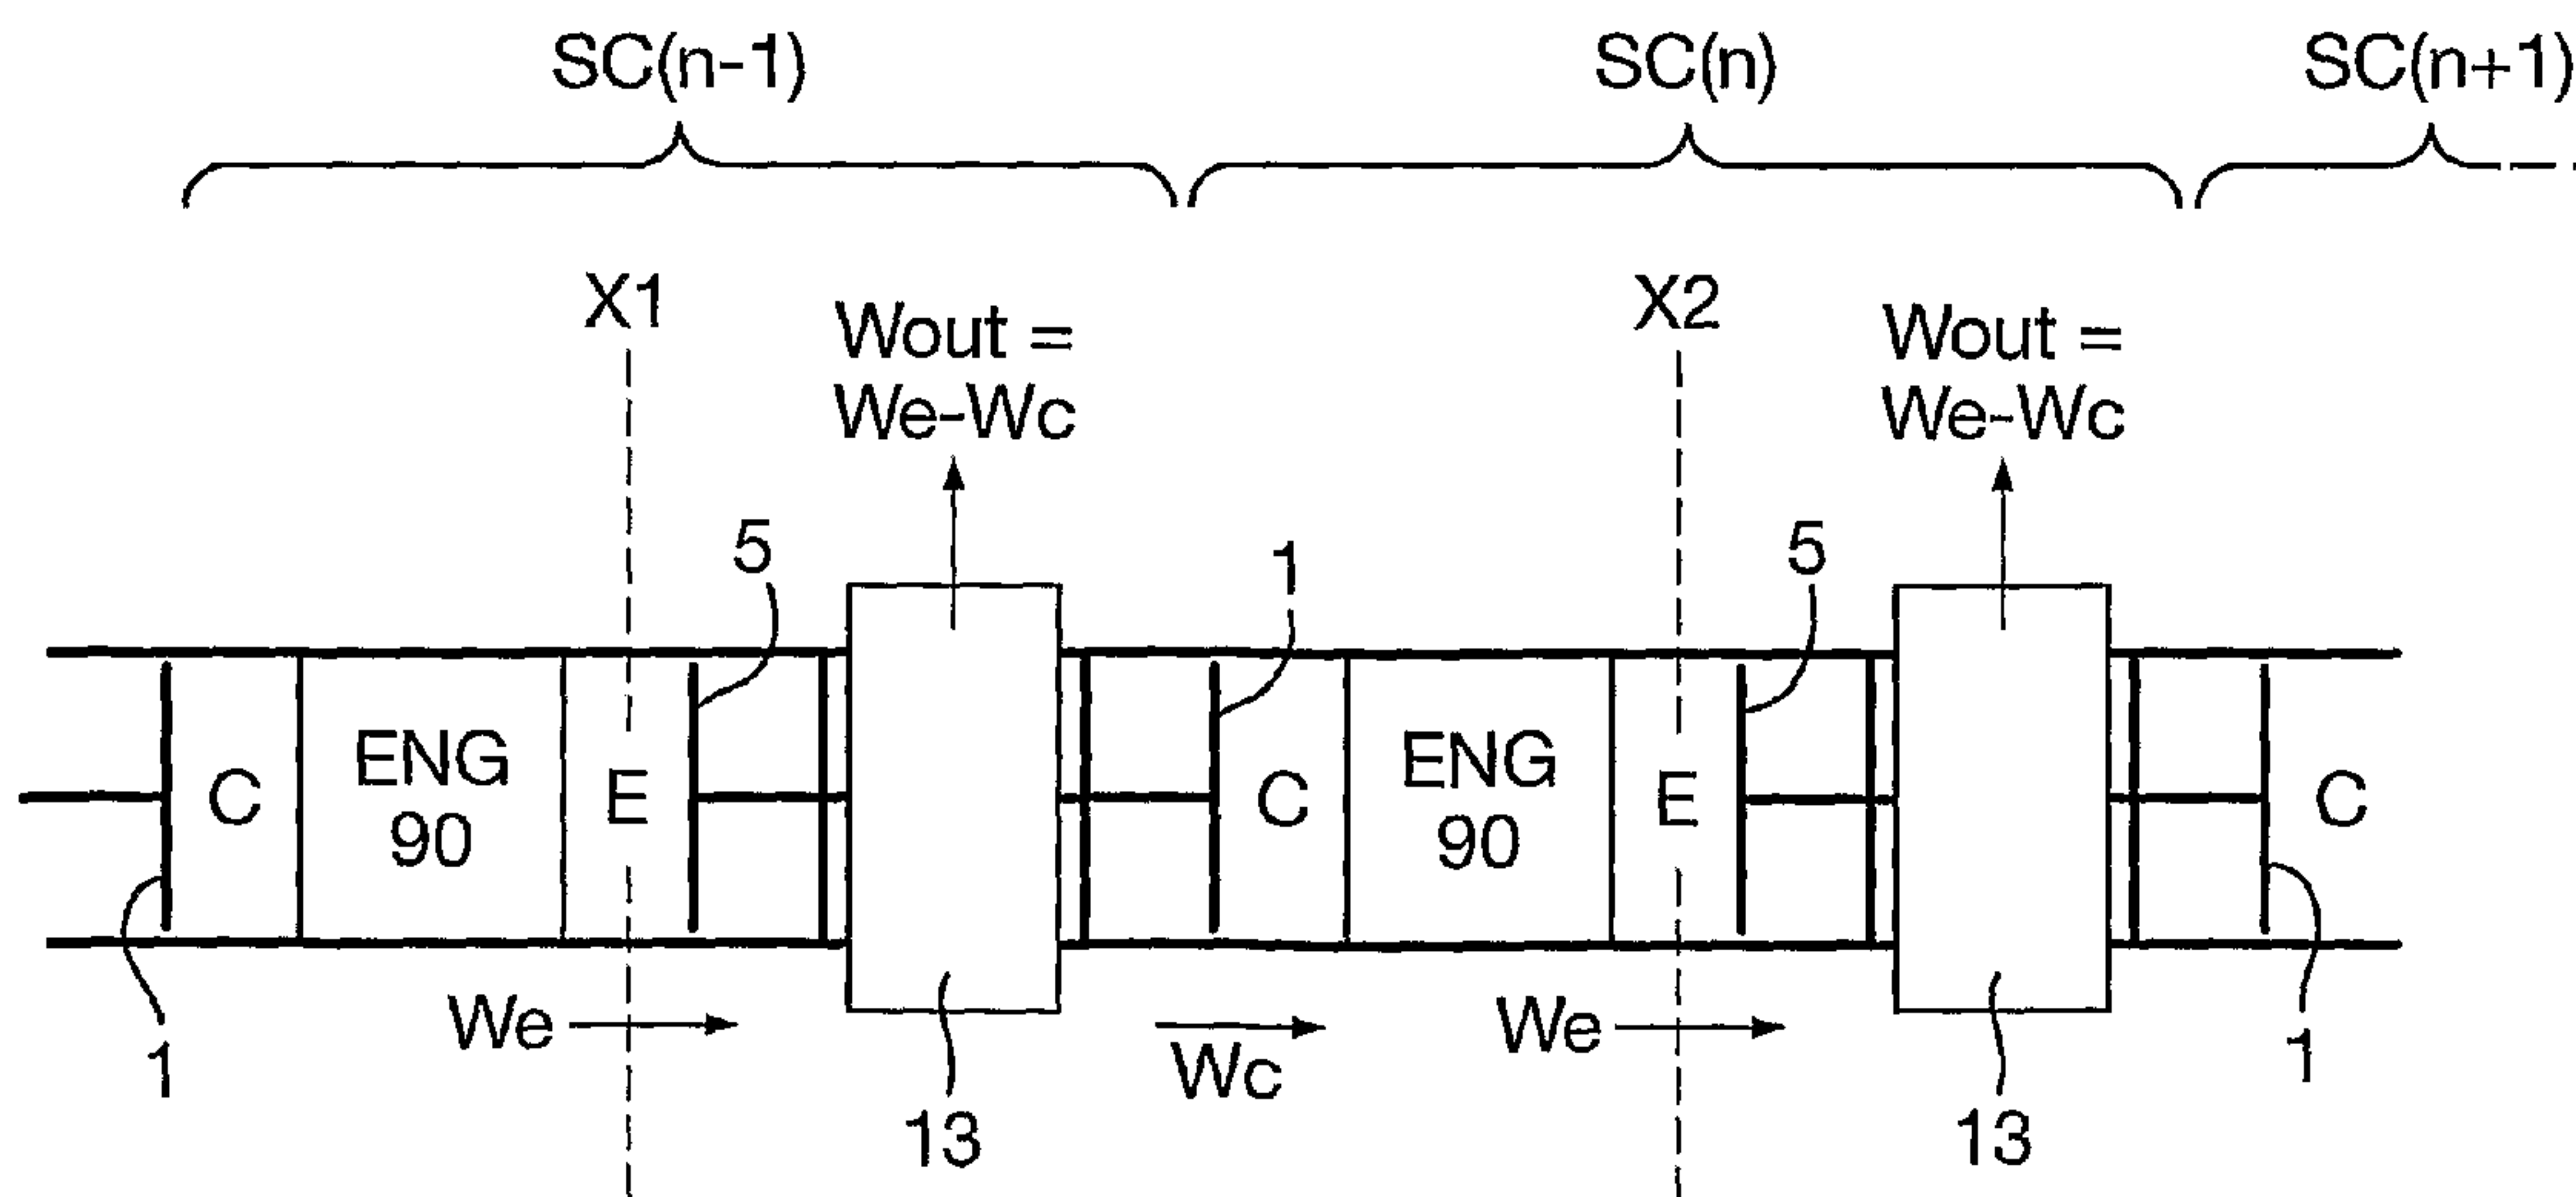 SC(n-1) SC(n) SC(n+1)
X1 X2
Wout = Wout =
We-Wc We-Wc
5 1 5
C ENG 90 E C ENG 90 E C
We We
1 Wc 1
13 13